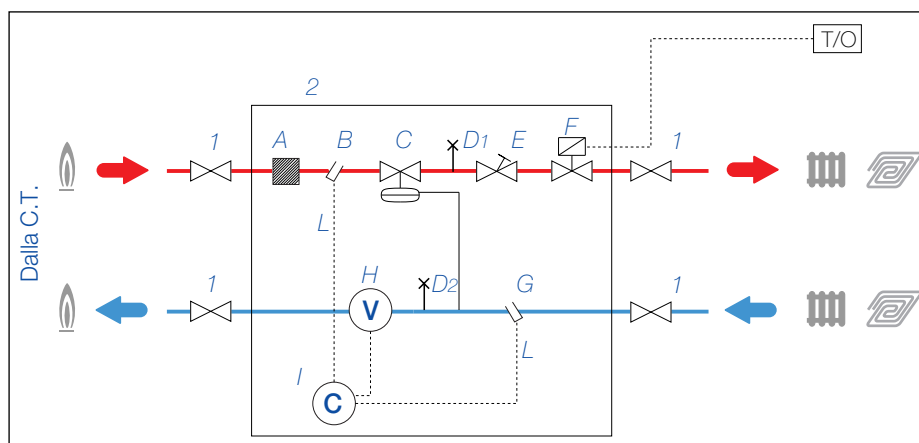 T/O
2
1 A B C D1 E F 1
L
Dalla C.T.
1 H D2 G 1
V
L
I
C